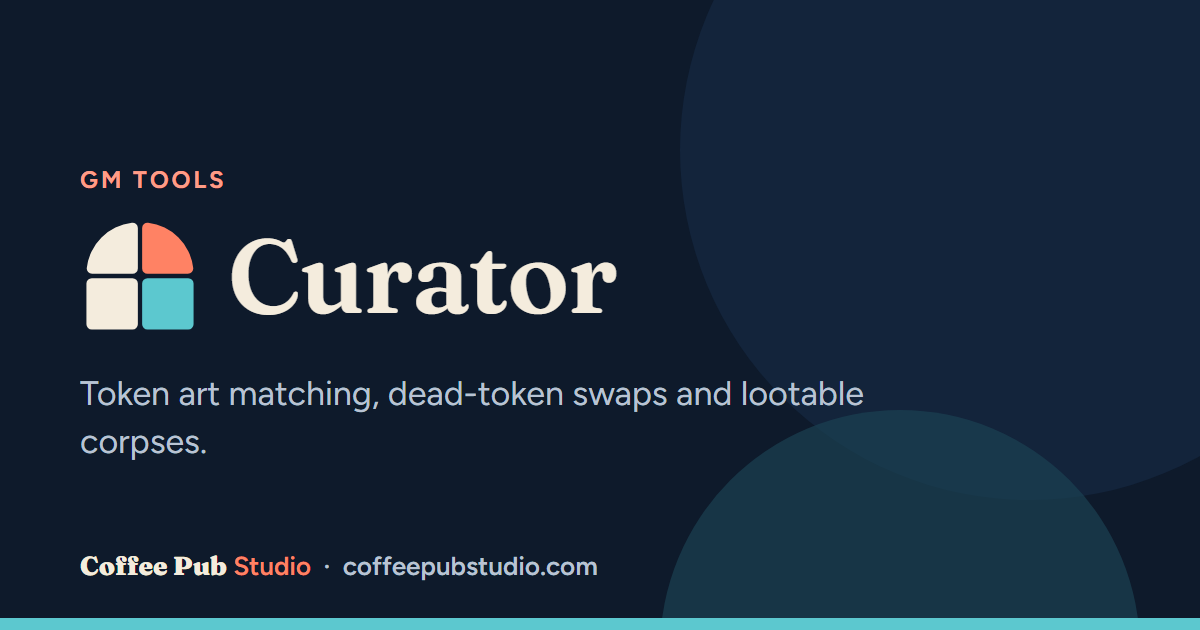 GM TOOLS
Curator
Token art matching, dead-token swaps and lootable
corpses.
Coffee Pub Studio · coffeepubstudio.com